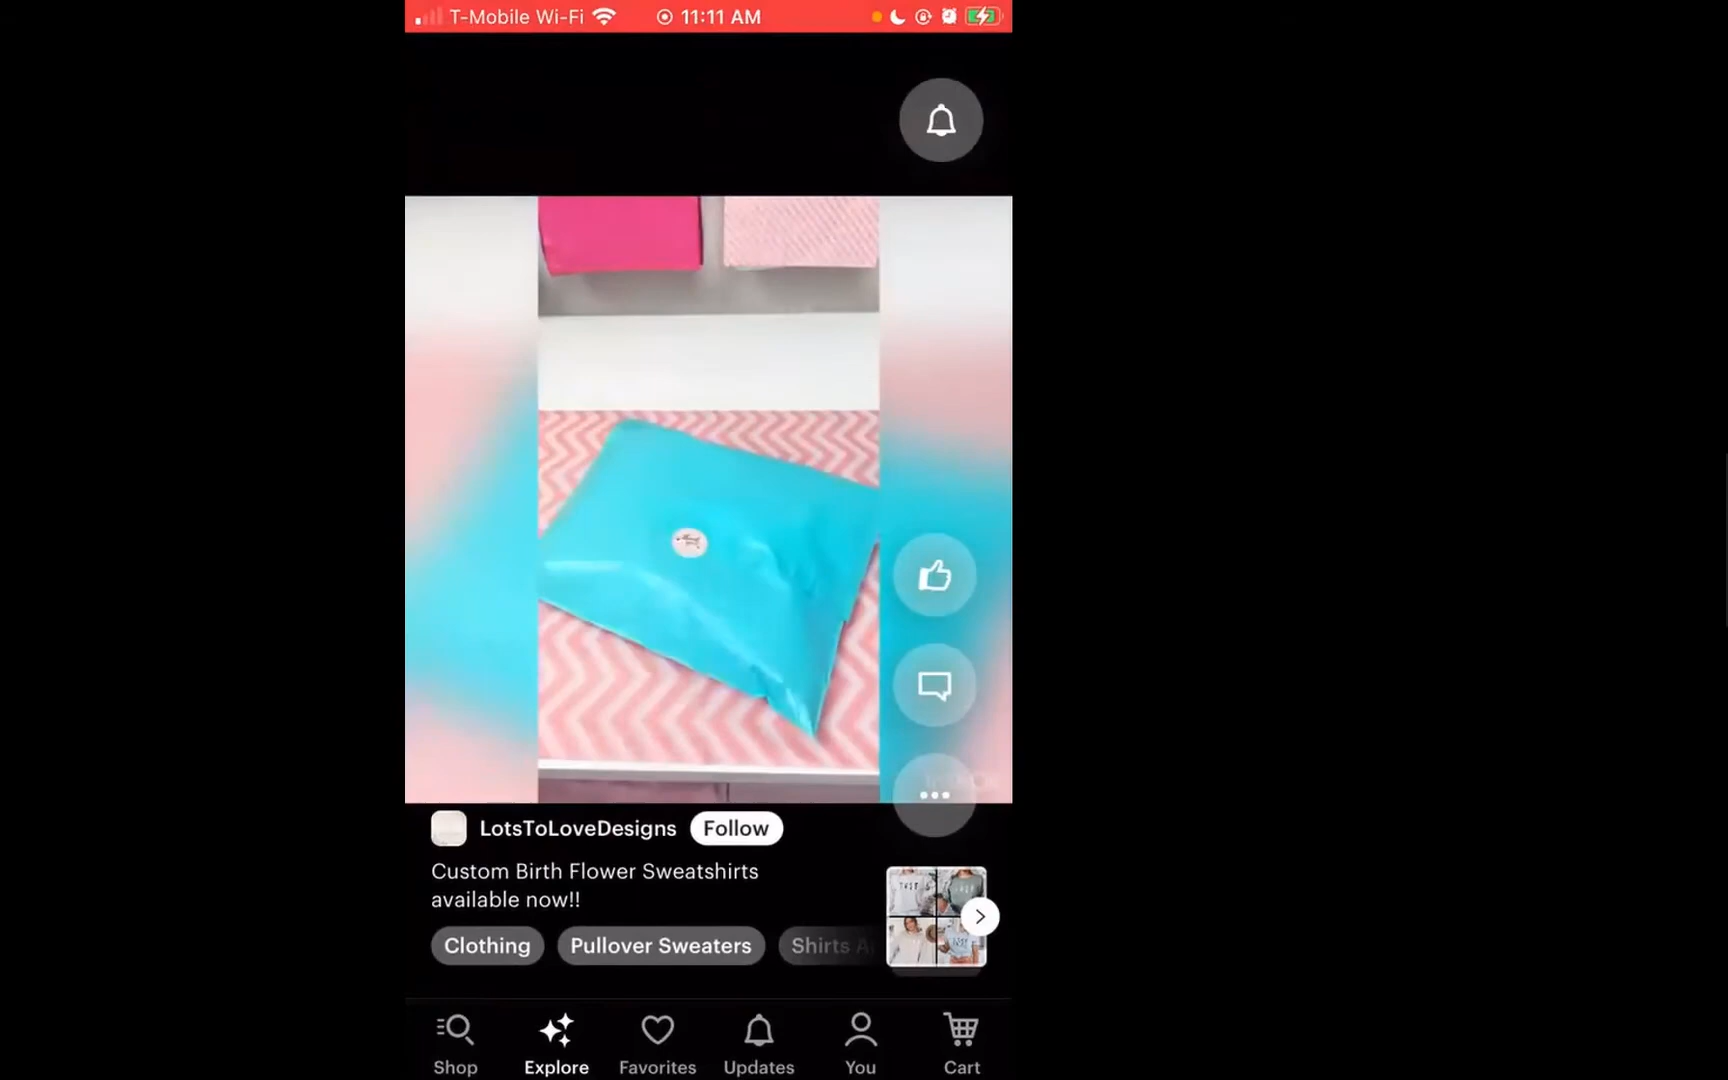 T-Mobile Wi-Fi 11:11 AM
LotsToLoveDesigns Follow
Custom Birth Flower Sweatshirts
available now!!
Clothing Pullover Sweaters Shirts
Shop Explore Favorites Updates You Cart